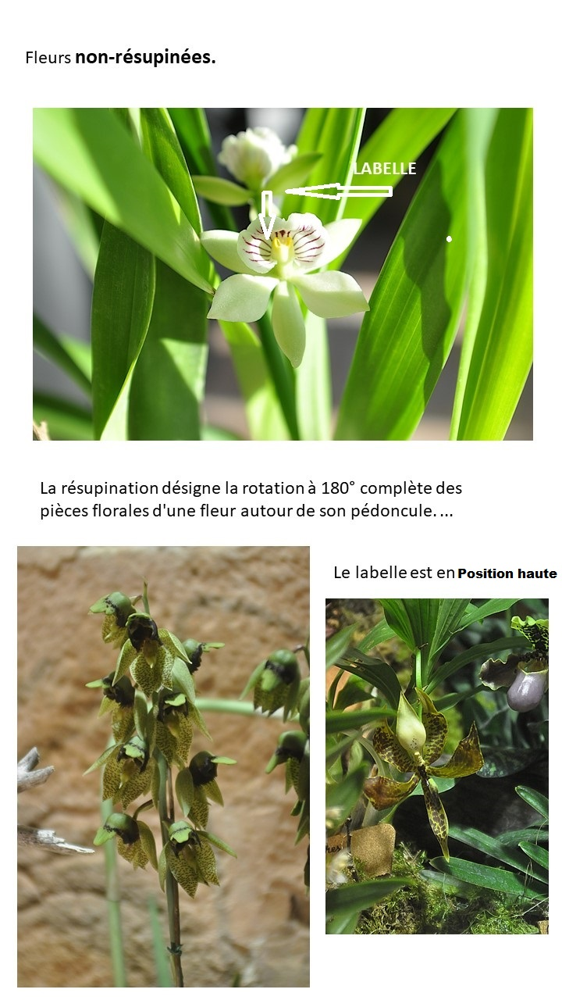 Fleurs non-résupinées.
LABELLE
La résupination désigne la rotation à 180° complète des
pièces florales d'une fleur autour de son pédoncule. ...
Le labelle est en Position haute